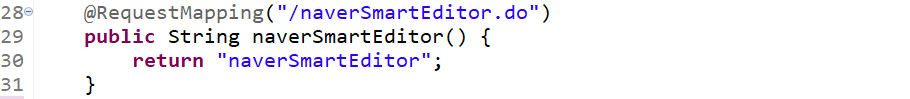 28 @RequestMapping("/naverSmartEditor.do")
29 public String naverSmartEditor() {
30 return "naverSmartEditor";
31 }